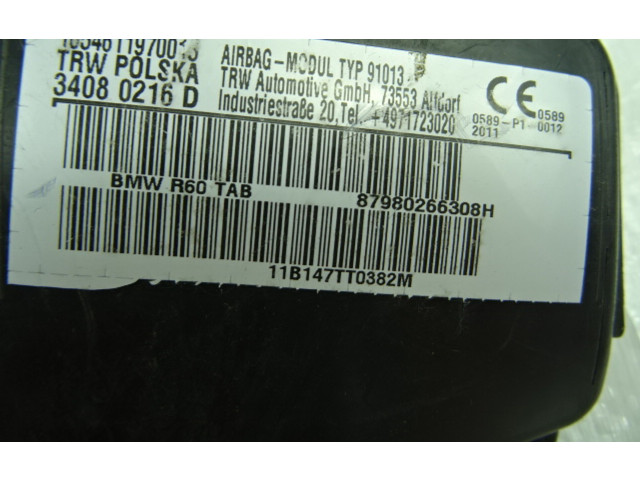 TRW POLSKA
3408 0216 D
AIRBAG-MODUL TYP 91013
TRW Automotive GmbH, 73553 Alfdorf
Industriestraße 20, Tel. +4971723020
CE 0589
0589-P1 0012
2011
BMW R60 TAB
87980266308H
11B147TT0382M